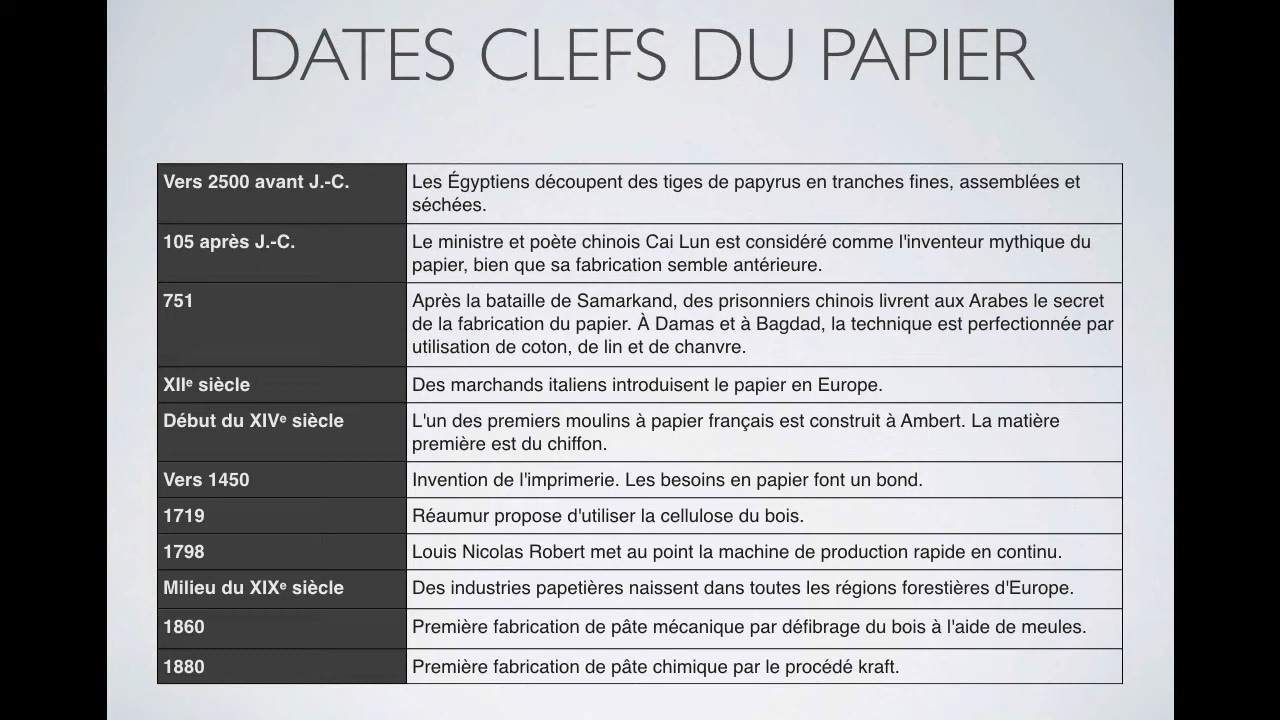 DATES CLEFS DU PAPIER
Vers 2500 avant J.-C.
Les Égyptiens découpent des tiges de papyrus en tranches fines, assemblées et
séchées.
105 après J.-C.
Le ministre et poète chinois Cai Lun est considéré comme l'inventeur mythique du
papier, bien que sa fabrication semble antérieure.
751
Après la bataille de Samarkand, des prisonniers chinois livrent aux Arabes le secret
de la fabrication du papier. À Damas et à Bagdad, la technique est perfectionnée par
utilisation de coton, de lin et de chanvre.
XIIᵉ siècle
Des marchands italiens introduisent le papier en Europe.
Début du XIVᵉ siècle
L'un des premiers moulins à papier français est construit à Ambert. La matière
première est du chiffon.
Vers 1450
Invention de l'imprimerie. Les besoins en papier font un bond.
1719
Réaumur propose d'utiliser la cellulose du bois.
1798
Louis Nicolas Robert met au point la machine de production rapide en continu.
Milieu du XIXᵉ siècle
Des industries papetières naissent dans toutes les régions forestières d'Europe.
1860
Première fabrication de pâte mécanique par défibrage du bois à l'aide de meules.
1880
Première fabrication de pâte chimique par le procédé kraft.